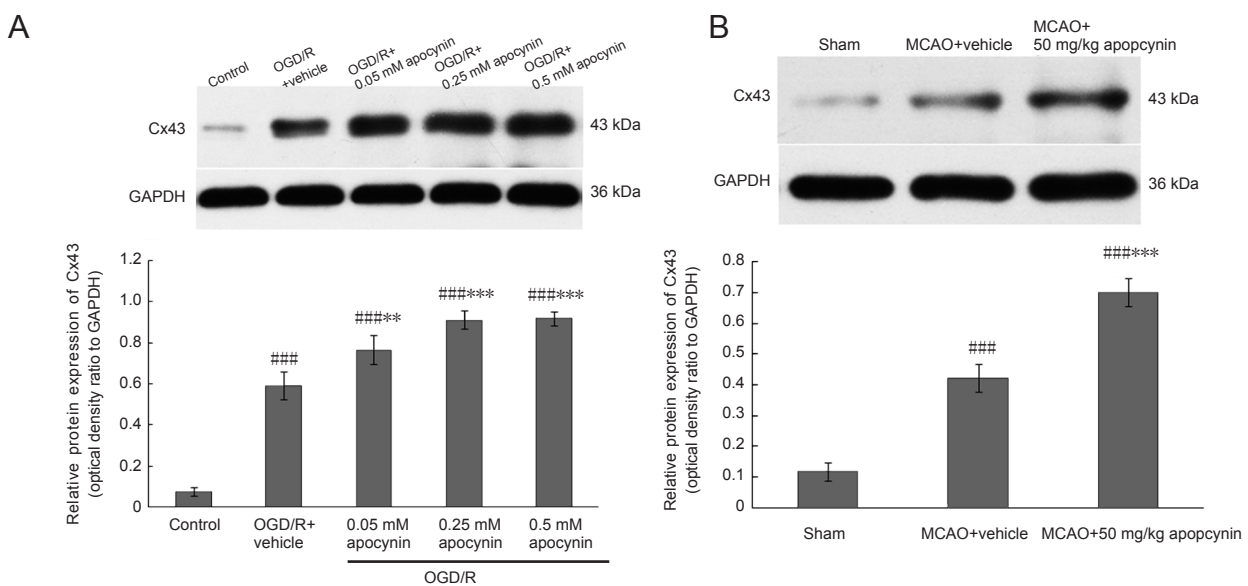 A
Control
OGD/R
+vehicle
OGD/R+
0.05 mM apocynin
OGD/R+
0.25 mM apocynin
OGD/R+
0.5 mM apocynin
Cx43
43 kDa
GAPDH
36 kDa
Relative protein expression of Cx43
(optical density ratio to GAPDH)
1.2
1.0
0.8
0.6
0.4
0.2
0
###
###**
###***
###***
Control
OGD/R+
vehicle
0.05 mM
apocynin
0.25 mM
apocynin
0.5 mM
apocynin
OGD/R
B
Sham
MCAO+vehicle
MCAO+
50 mg/kg apopcynin
Cx43
43 kDa
GAPDH
36 kDa
Relative protein expression of Cx43
(optical density ratio to GAPDH)
0.8
0.7
0.6
0.5
0.4
0.3
0.2
0.1
0
###
###***
Sham
MCAO+vehicle
MCAO+50 mg/kg apopcynin